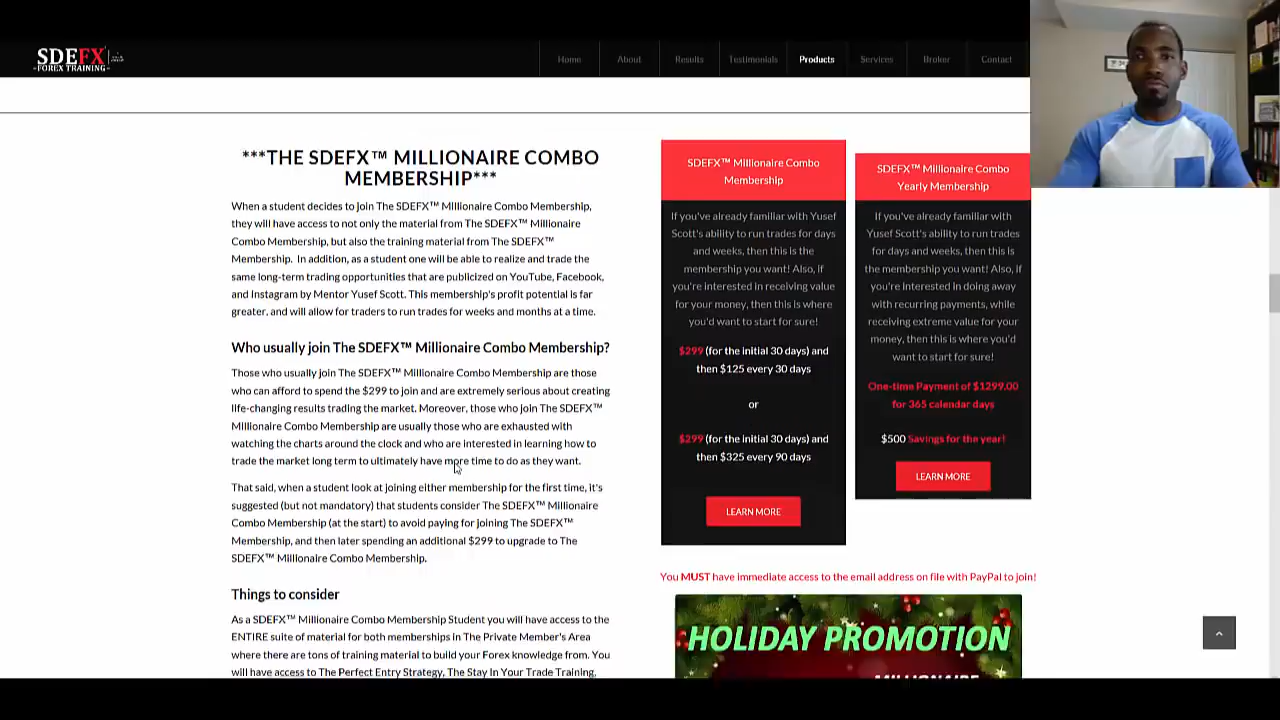 SDEFX
-FOREX TRAINING-
Home
About
Results
Testimonials
Products
Services
Broker
Contact
***THE SDEFX™ MILLIONAIRE COMBO
MEMBERSHIP***
When a student decides to join The SDEFX™ Millionaire Combo Membership,
they will have access to not only the material from The SDEFX™ Millionaire
Combo Membership, but also the training material from The SDEFX™
Membership. In addition, as a student one will be able to realize and trade the
same long-term trading opportunities that are publicized on YouTube, Facebook,
and Instagram by Mentor Yusef Scott. This membership's profit potential is far
greater, and will allow for traders to run trades for weeks and months at a time.
Who usually join The SDEFX™ Millionaire Combo Membership?
Those who usually join The SDEFX™ Millionaire Combo Membership are those
who can afford to spend the $299 to join and are extremely serious about creating
life-changing results trading the market. Moreover, those who join The SDEFX™
Millionaire Combo Membership are usually those who are exhausted with
watching the charts around the clock and who are interested in learning how to
trade the market long term to ultimately have more time to do as they want.
That said, when a student look at joining either membership for the first time, it's
suggested (but not mandatory) that students consider The SDEFX™ Millionaire
Combo Membership (at the start) to avoid paying for joining The SDEFX™
Membership, and then later spending an additional $299 to upgrade to The
SDEFX™ Millionaire Combo Membership.
Things to consider
As a SDEFX™ Millionaire Combo Membership Student you will have access to the
ENTIRE suite of material for both memberships in The Private Member's Area
where there are tons of training material to build your Forex knowledge from. You
will have access to The Perfect Entry Strategy, The Stay In Your Trade Training,
SDEFX™ Millionaire Combo
Membership
If you've already familiar with Yusef
Scott's ability to run trades for days
and weeks, then this is the
membership you want! Also, if
you're interested in receiving value
for your money, then this is where
you'd want to start for sure!
$299 (for the initial 30 days) and
then $125 every 30 days
or
$299 (for the initial 30 days) and
then $325 every 90 days
LEARN MORE
SDEFX™ Millionaire Combo
Yearly Membership
If you've already familiar with
Yusef Scott's ability to run trades
for days and weeks, then this is
the membership you want! Also, if
you're interested in doing away
with recurring payments, while
receiving extreme value for your
money, then this is where you'd
want to start for sure!
One-time Payment of $1299.00
for 365 calendar days
$500 Savings for the year!
LEARN MORE
You MUST have immediate access to the email address on file with PayPal to join!
HOLIDAY PROMOTION
MILLIONAIRE